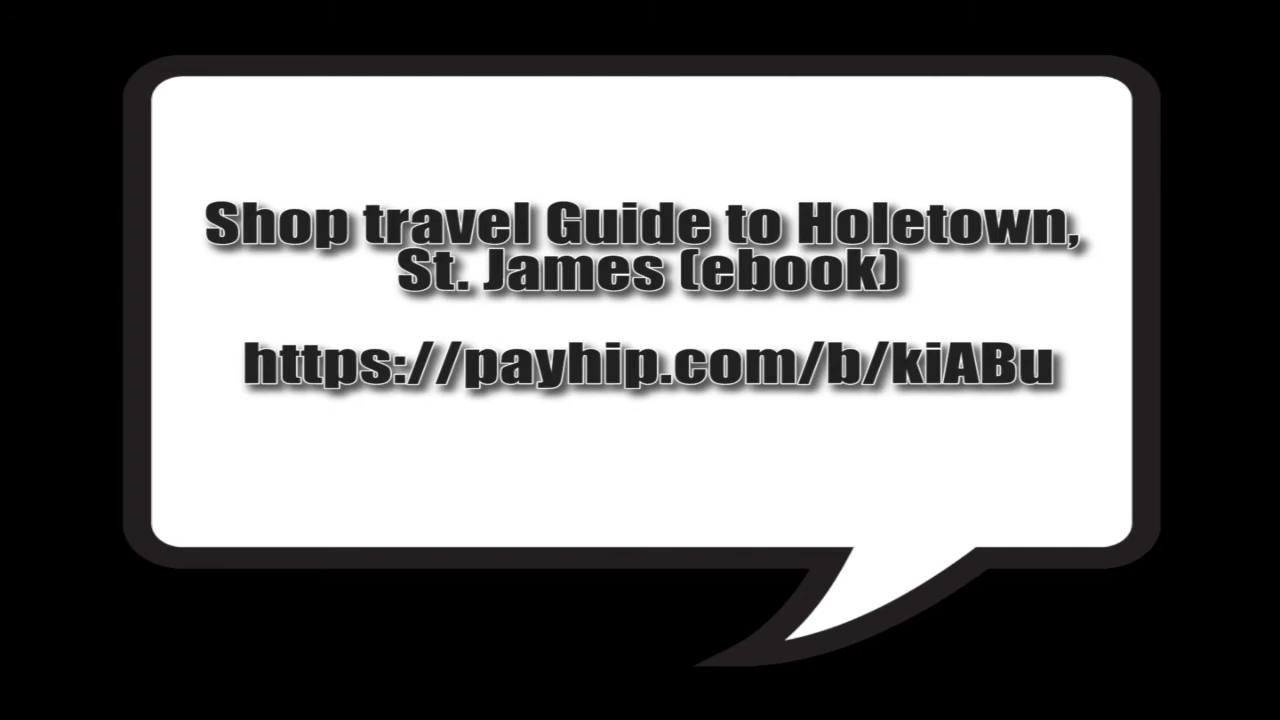 Shop travel Guide to Holetown,
St. James (ebook)
https://payhip.com/b/kiABu